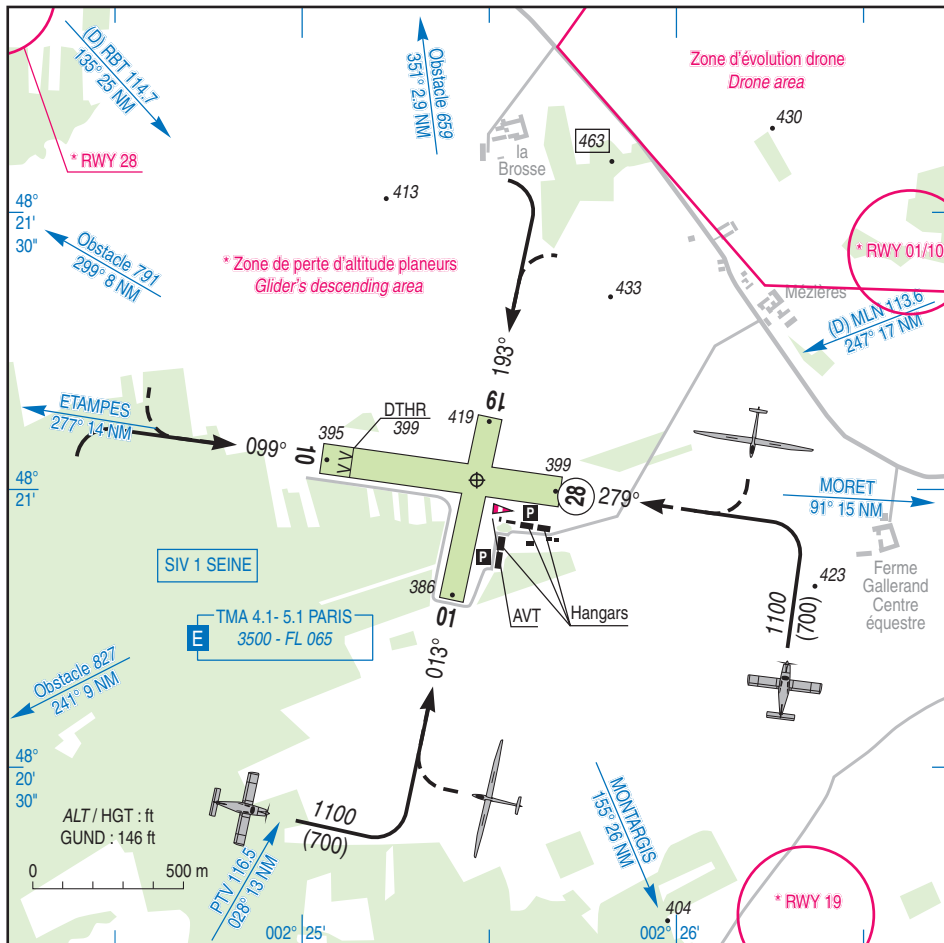 (D) RBT 114.7
135° 25 NM
Obstacle 659
351° 2.9 NM
Zone d'évolution drone
Drone area
430
463
la
Brosse
* RWY 28
413
48°
21'
30"
Obstacle 791
299° 8 NM
* Zone de perte d'altitude planeurs
Glider's descending area
433
* RWY 01/10
Mézières
(D) MLN 113.6
247° 17 NM
193°
19
ETAMPES
277° 14 NM
099°
10
395
DTHR
399
419
399
28
279°
48°
21'
MORET
91° 15 NM
P
P
SIV 1 SEINE
386
01
AVT
Hangars
423
Ferme
Gallerand
Centre
équestre
1100
(700)
E
TMA 4.1- 5.1 PARIS
3500 - FL 065
013°
Obstacle 827
241° 9 NM
48°
20'
30"
ALT / HGT : ft
GUND : 146 ft
0
500 m
1100
(700)
PTV 116.5
028° 13 NM
MONTARGIS
155° 26 NM
404
* RWY 19
002° 25'
002° 26'